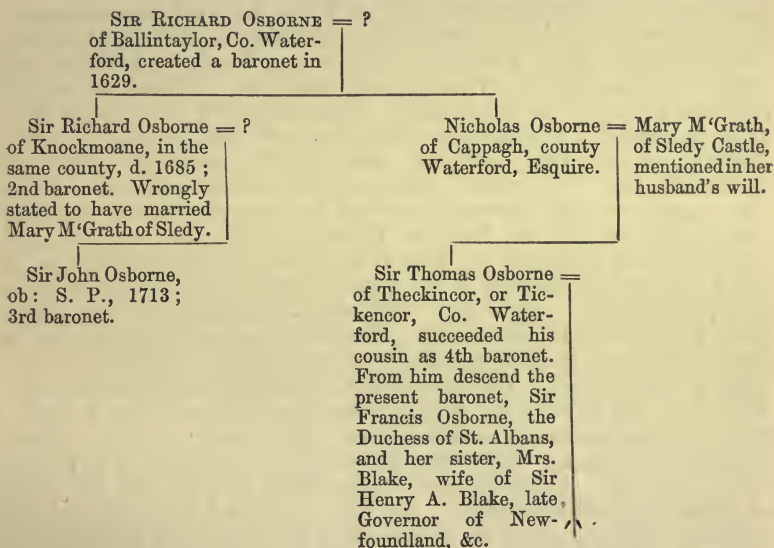 SIR RICHARD OSBORNE = ?
of Ballintaylor, Co. Water-
ford, created a baronet in
1629.
Sir Richard Osborne = ?
of Knockmoane, in the
same county, d. 1685 ;
2nd baronet. Wrongly
stated to have married
Mary M‘Grath of Sledy.
Nicholas Osborne =
of Cappagh, county
Waterford, Esquire.
Mary M‘Grath,
of Sledy Castle,
mentioned in her
husband's will.
Sir John Osborne,
ob: S. P., 1713 ;
3rd baronet.
Sir Thomas Osborne =
of Theckincor, or Tic-
kencor, Co. Water-
ford, succeeded his
cousin as 4th baronet.
From him descend the
present baronet, Sir
Francis Osborne, the
Duchess of St. Albans,
and her sister, Mrs.
Blake, wife of Sir
Henry A. Blake, late
Governor of New-
foundland, &c.